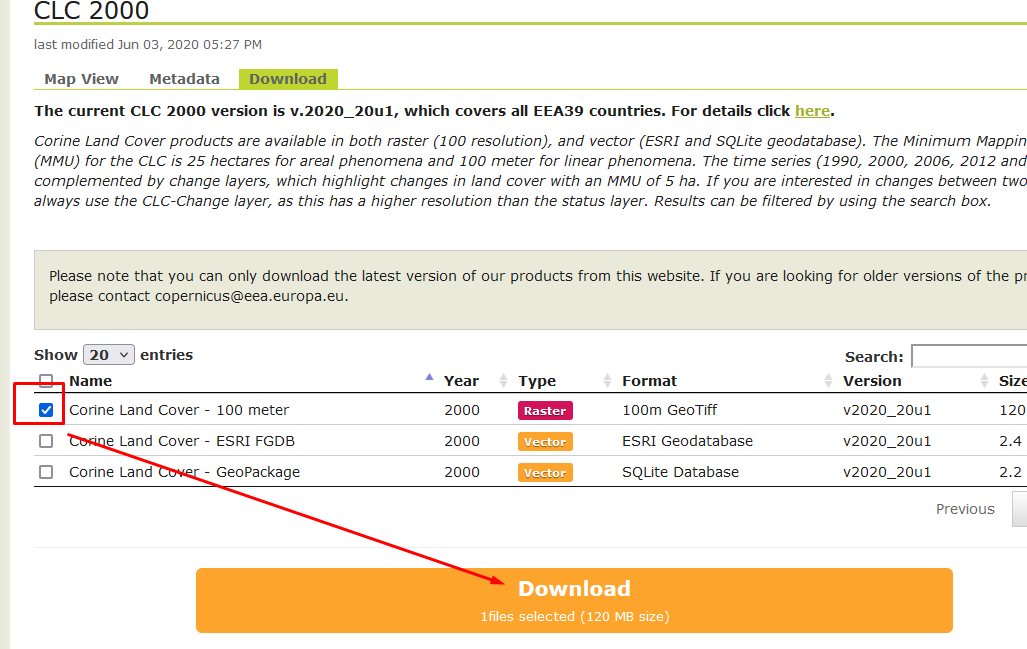 CLC 2000
last modified Jun 03, 2020 05:27 PM
Map View Metadata Download
The current CLC 2000 version is v.2020_20u1, which covers all EEA39 countries. For details click here.
Corine Land Cover products are available in both raster (100 resolution), and vector (ESRI and SQLite geodatabase). The Minimum Mappin
(MMU) for the CLC is 25 hectares for areal phenomena and 100 meter for linear phenomena. The time series (1990, 2000, 2006, 2012 and
complemented by change layers, which highlight changes in land cover with an MMU of 5 ha. If you are interested in changes between two
always use the CLC-Change layer, as this has a higher resolution than the status layer. Results can be filtered by using the search box.
Please note that you can only download the latest version of our products from this website. If you are looking for older versions of the pr
please contact copernicus@eea.europa.eu.
Show 20 entries
Search:
Name Year Type Format Version Size
Corine Land Cover - 100 meter 2000 Raster 100m GeoTiff v2020_20u1 120
Corine Land Cover - ESRI FGDB 2000 Vector ESRI Geodatabase v2020_20u1 2.4
Corine Land Cover - GeoPackage 2000 Vector SQLite Database v2020_20u1 2.2
Previous
Download
1files selected (120 MB size)